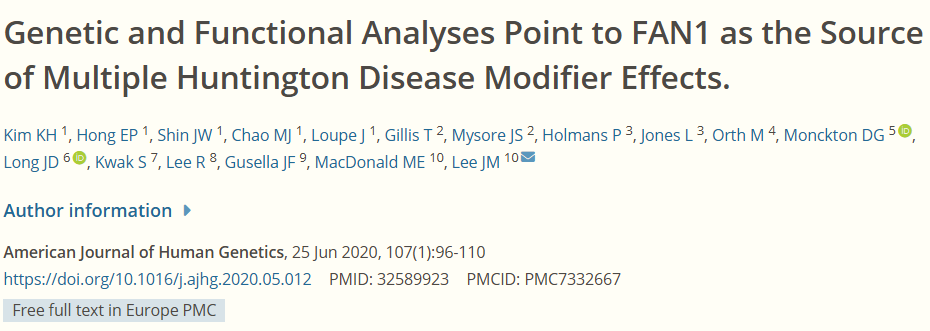 Genetic and Functional Analyses Point to FAN1 as the Source
of Multiple Huntington Disease Modifier Effects.
Kim KH 1, Hong EP 1, Shin JW 1, Chao MJ 1, Loupe J 1, Gillis T 2, Mysore JS 2, Holmans P 3, Jones L 3, Orth M 4, Monckton DG 5 iD,
Long JD 6 iD, Kwak S 7, Lee R 8, Gusella JF 9, MacDonald ME 10, Lee JM 10
Author information
American Journal of Human Genetics, 25 Jun 2020, 107(1):96-110
https://doi.org/10.1016/j.ajhg.2020.05.012 PMID: 32589923 PMCID: PMC7332667
Free full text in Europe PMC